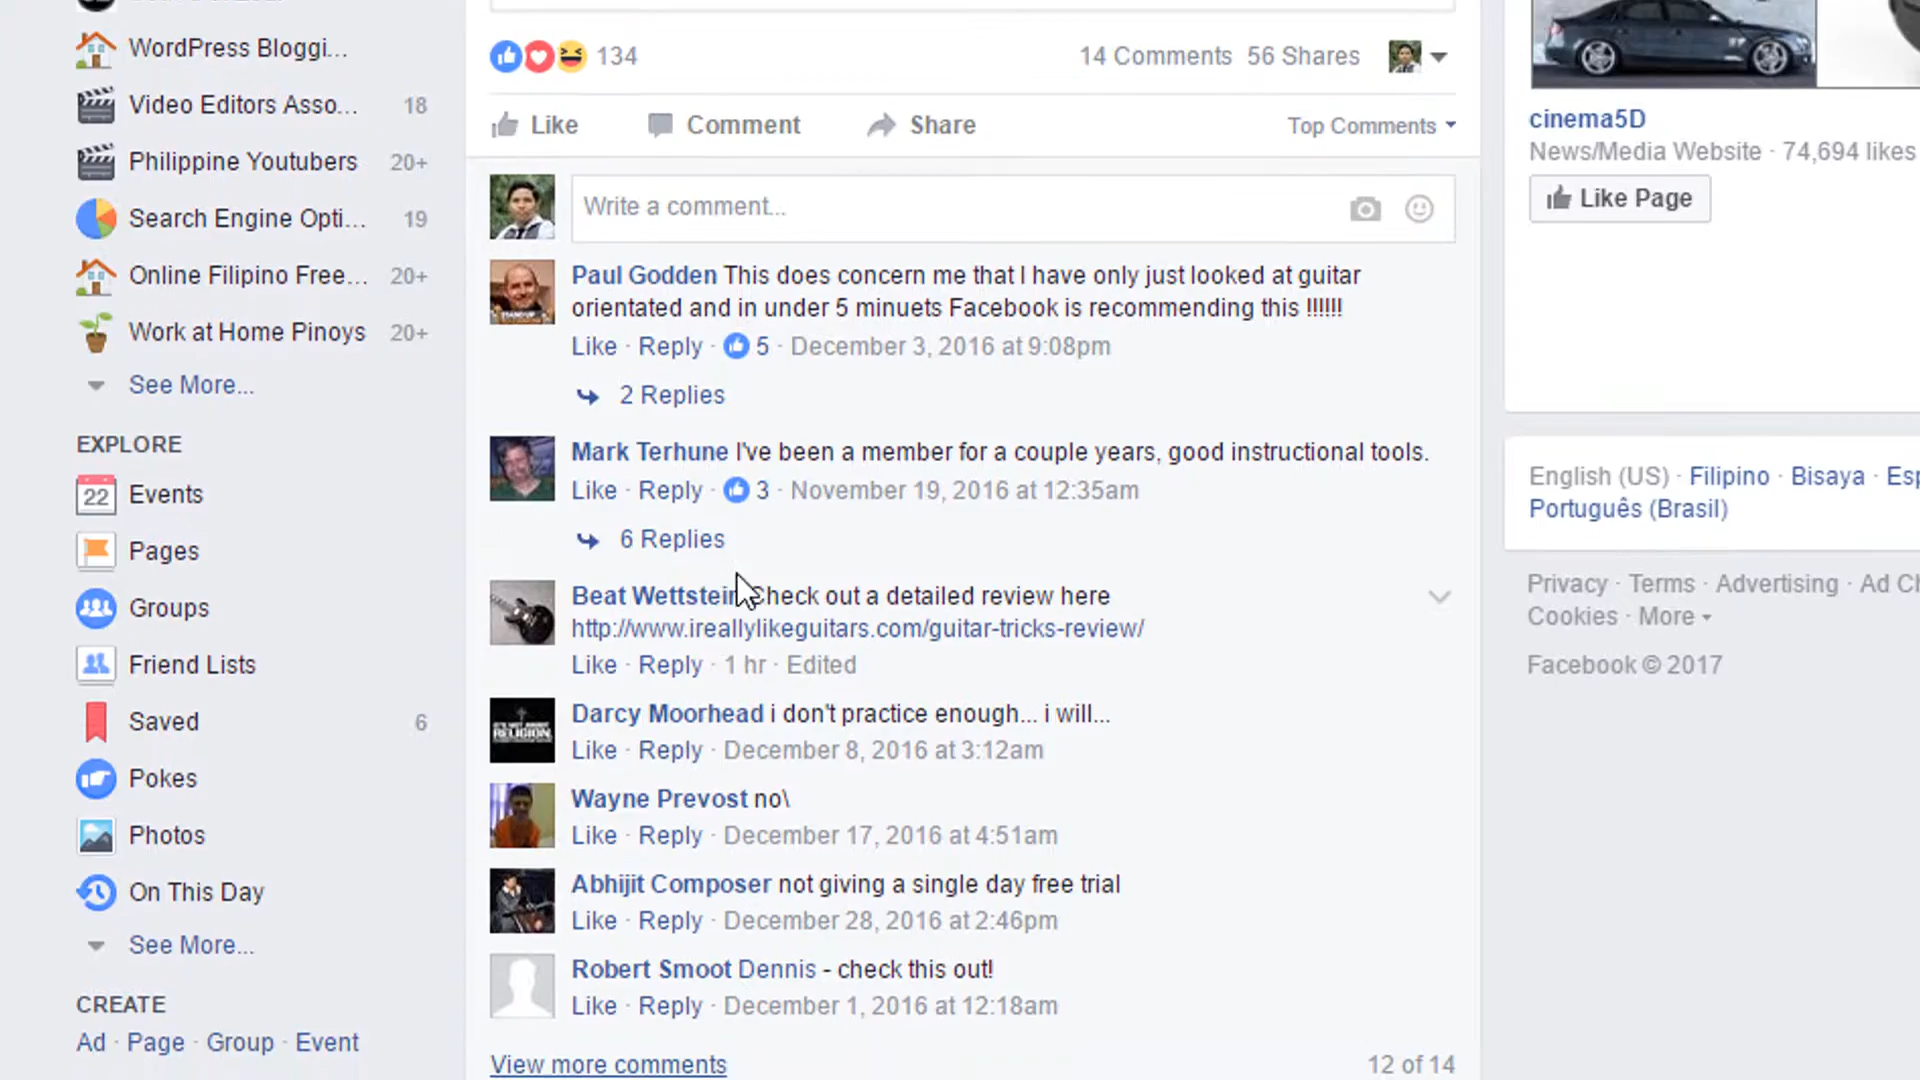 WordPress Bloggi...
Video Editors Asso... 18
Philippine Youtubers 20+
Search Engine Opti... 19
Online Filipino Free... 20+
Work at Home Pinoys 20+
See More...
EXPLORE
22 Events
Pages
Groups
Friend Lists
Saved 6
Pokes
Photos
On This Day
See More...
CREATE
Ad · Page · Group · Event
134 14 Comments 56 Shares
Like Comment Share Top Comments
Write a comment...
Paul Godden This does concern me that I have only just looked at guitar
orientated and in under 5 minuets Facebook is recommending this !!!!!!
Like · Reply · 5 · December 3, 2016 at 9:08pm
2 Replies
Mark Terhune I've been a member for a couple years, good instructional tools.
Like · Reply · 3 · November 19, 2016 at 12:35am
6 Replies
Beat Wettstein Check out a detailed review here
http://www.ireallylikeguitars.com/guitar-tricks-review/
Like · Reply · 1 hr · Edited
RELIGION
Darcy Moorhead i don't practice enough... i will...
Like · Reply · December 8, 2016 at 3:12am
Wayne Prevost no\
Like · Reply · December 17, 2016 at 4:51am
Abhijit Composer not giving a single day free trial
Like · Reply · December 28, 2016 at 2:46pm
Robert Smoot Dennis - check this out!
Like · Reply · December 1, 2016 at 12:18am
View more comments 12 of 14
cinema5D
News/Media Website · 74,694 likes
Like Page
English (US) · Filipino · Bisaya · Esp
Português (Brasil)
Privacy · Terms · Advertising · Ad Ch
Cookies · More
Facebook © 2017